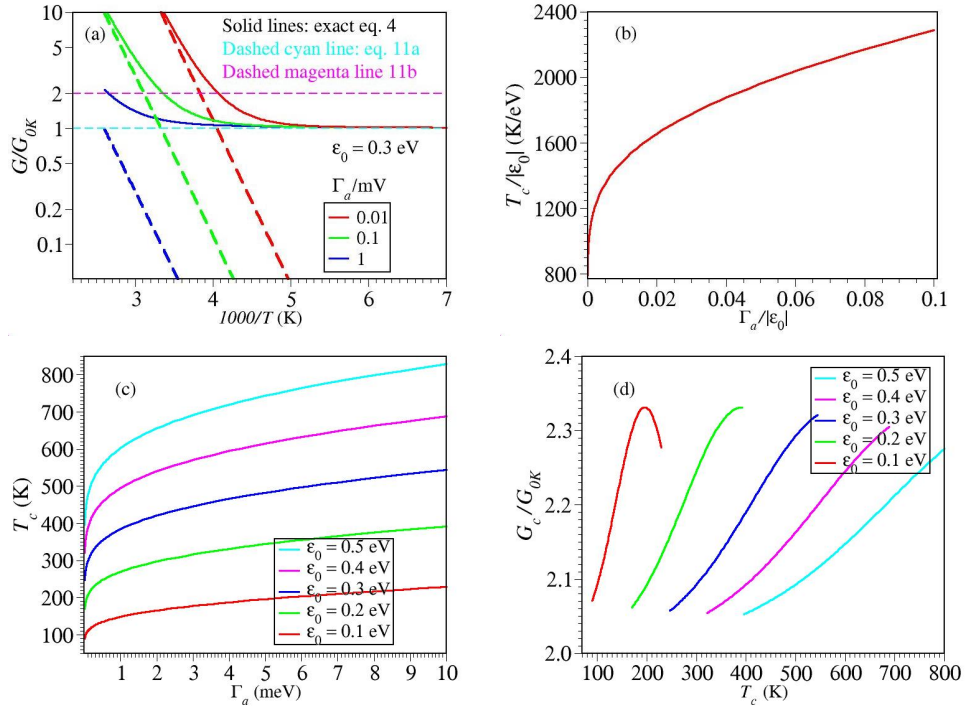 (a)
Solid lines: exact eq. 4
Dashed cyan line: eq. 11a
Dashed magenta line 11b
10
5
2
1
0.5
0.2
0.1
G/G0K
ε0 = 0.3 eV
Γa/mV
0.01
0.1
1
3 4 5 6 7
1000/T (K)
(b)
2400
2000
1600
1200
800
Tc/|ε0| (K/eV)
0 0.02 0.04 0.06 0.08 0.1
Γa/|ε0|
(c)
800
700
600
500
400
300
200
100
Tc (K)
ε0 = 0.5 eV
ε0 = 0.4 eV
ε0 = 0.3 eV
ε0 = 0.2 eV
ε0 = 0.1 eV
1 2 3 4 5 6 7 8 9 10
Γa (meV)
(d)
2.4
2.3
2.2
2.1
2.0
Gc/G0K
ε0 = 0.5 eV
ε0 = 0.4 eV
ε0 = 0.3 eV
ε0 = 0.2 eV
ε0 = 0.1 eV
100 200 300 400 500 600 700 800
Tc (K)